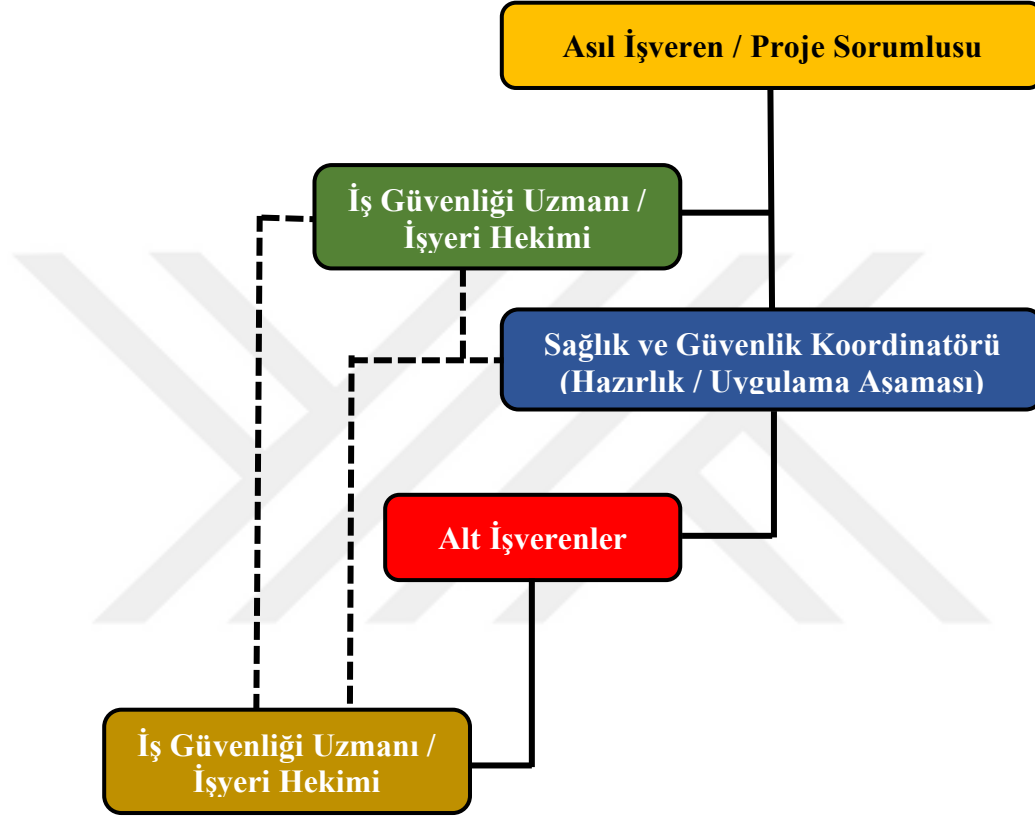 Asıl İşveren / Proje Sorumlusu
İş Güvenliği Uzmanı /
İşyeri Hekimi
Sağlık ve Güvenlik Koordinatörü
(Hazırlık / Uygulama Aşaması)
Alt İşverenler
İş Güvenliği Uzmanı /
İşyeri Hekimi